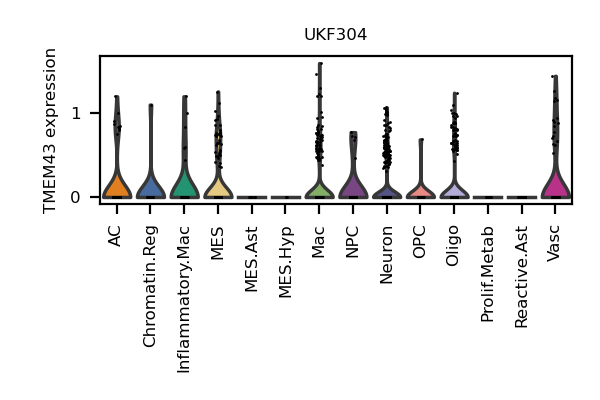 UKF304
TMEM43 expression
1
0
AC
Chromatin.Reg
Inflammatory.Mac
MES
MES.Ast
MES.Hyp
Mac
NPC
Neuron
OPC
Oligo
Prolif.Metab
Reactive.Ast
Vasc